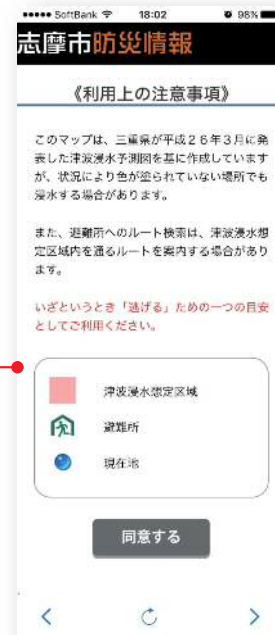 ●●●●● SoftBank 18:02 98%
志摩市防災情報
《利用上の注意事項》
このマップは、三重県が平成26年3月に発
表した津波浸水予測図を基に作成しています
が、状況により色が塗られていない場所でも
浸水する場合があります。
また、避難所へのルート検索は、津波浸水想
定区域内を通るルートを案内する場合があり
ます。
いざというとき「逃げる」ための一つの目安
としてご利用ください。
津波浸水想定区域
避難所
現在地
同意する